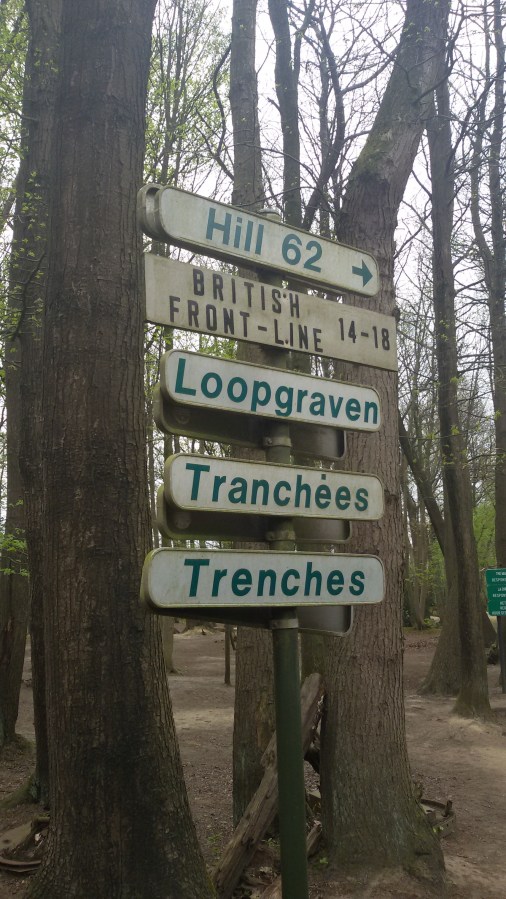 Hill 62 →
BRITISH
FRONT-LINE 14-18
Loopgraven
Tranchées
Trenches